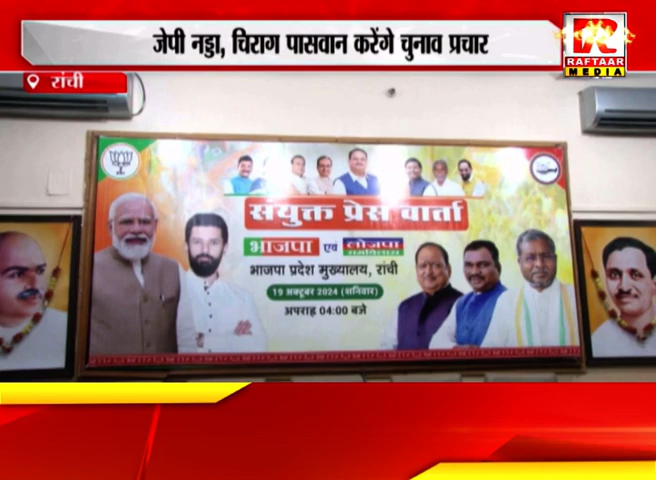 जेपी नड्डा, चिराग पासवान करेंगे चुनाव प्रचार
R
RAFTAAR
MEDIA
रांची
संयुक्त प्रेस वार्ता
भाजपा एवं लोजपा
रामविलास
भाजपा प्रदेश मुख्यालय, रांची
19 अक्टूबर 2024 (शनिवार)
अपराह्न 04:00 बजे